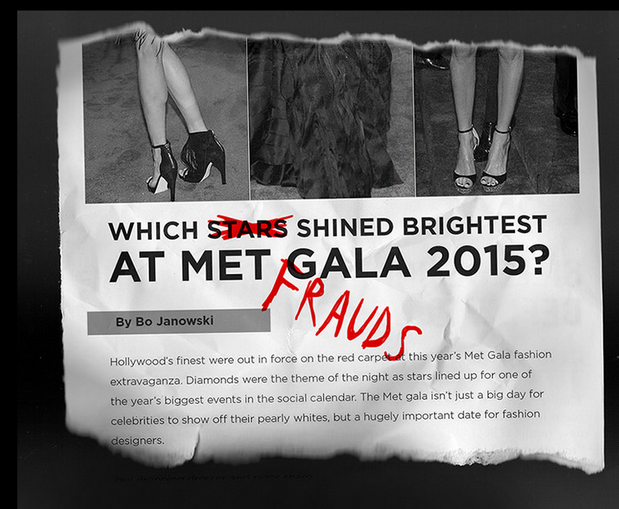 WHICH STARS SHINED BRIGHTEST
AT MET GALA 2015?
FRAUDS
By Bo Janowski
Hollywood's finest were out in force on the red carpet at this year's Met Gala fashion
extravaganza. Diamonds were the theme of the night as stars lined up for one of
the year's biggest events in the social calendar. The Met gala isn't just a big day for
celebrities to show off their pearly whites, but a hugely important date for fashion
designers.